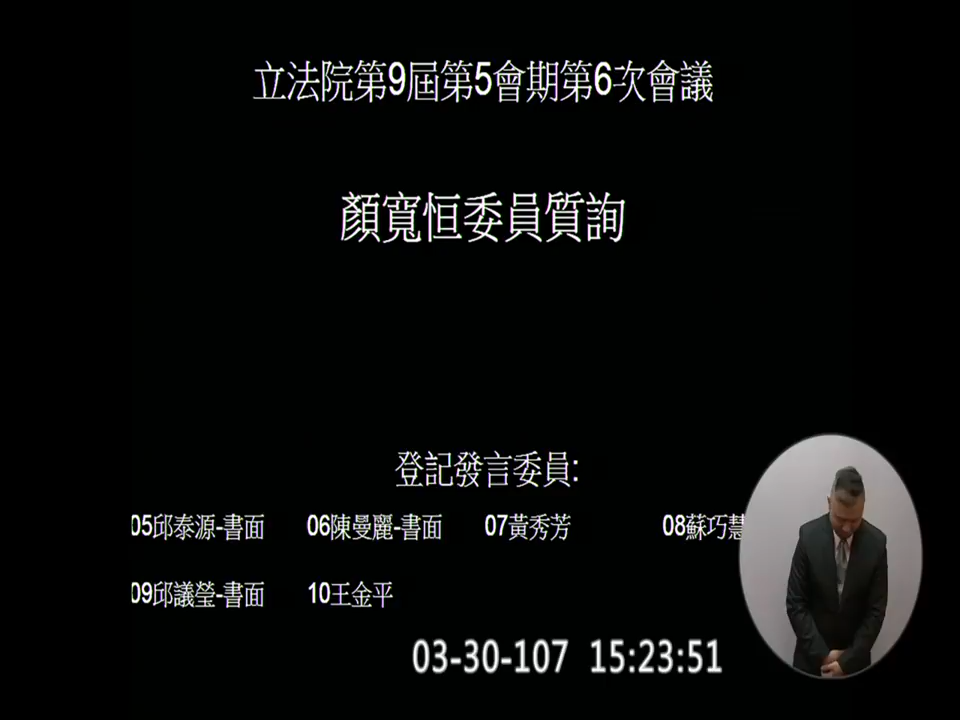 立法院第9屆第5會期第6次會議
顏寬恒委員質詢
登記發言委員:
05邱泰源-書面 06陳曼麗-書面 07黃秀芳 08蘇巧慧
09邱議瑩-書面 10王金平
03-30-107 15:23:51